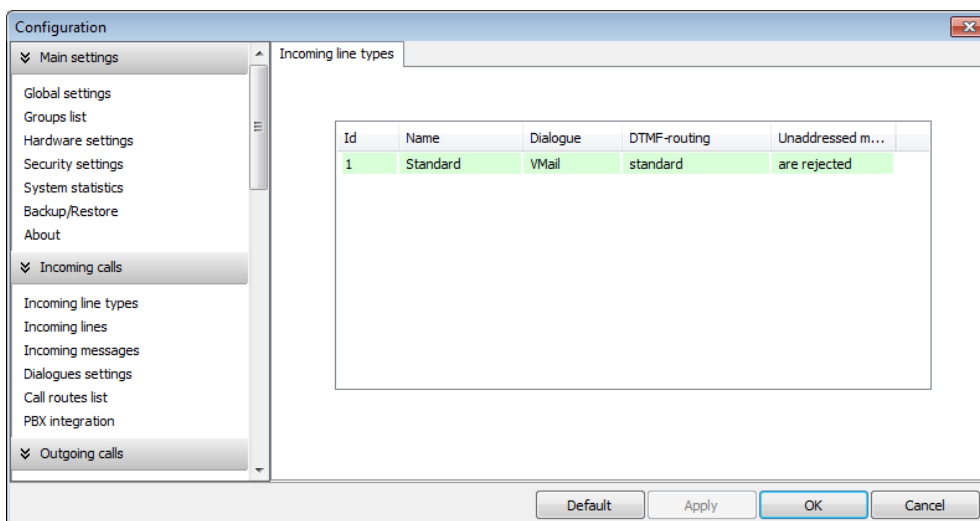 Configuration
Main settings
Global settings
Groups list
Hardware settings
Security settings
System statistics
Backup/Restore
About
Incoming calls
Incoming line types
Incoming lines
Incoming messages
Dialogues settings
Call routes list
PBX integration
Outgoing calls
Incoming line types
Id Name Dialogue DTMF-routing Unaddressed m...
1 Standard VMail standard are rejected
Default Apply OK Cancel